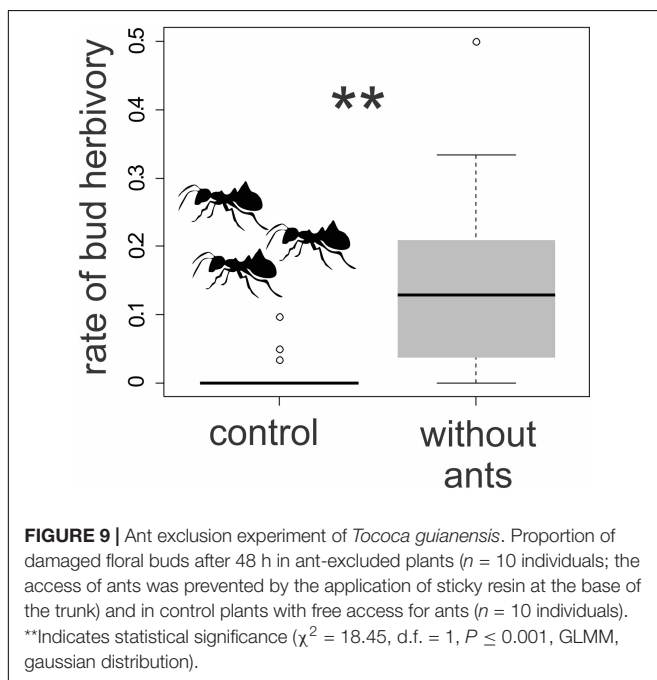 rate of bud herbivory
0.5
0.4
0.3
0.2
0.1
0
**
control
without
ants
FIGURE 9 | Ant exclusion experiment of Tococa guianensis. Proportion of
damaged floral buds after 48 h in ant-excluded plants (n = 10 individuals; the
access of ants was prevented by the application of sticky resin at the base of
the trunk) and in control plants with free access for ants (n = 10 individuals).
**Indicates statistical significance (χ² = 18.45, d.f. = 1, P ≤ 0.001, GLMM,
gaussian distribution).